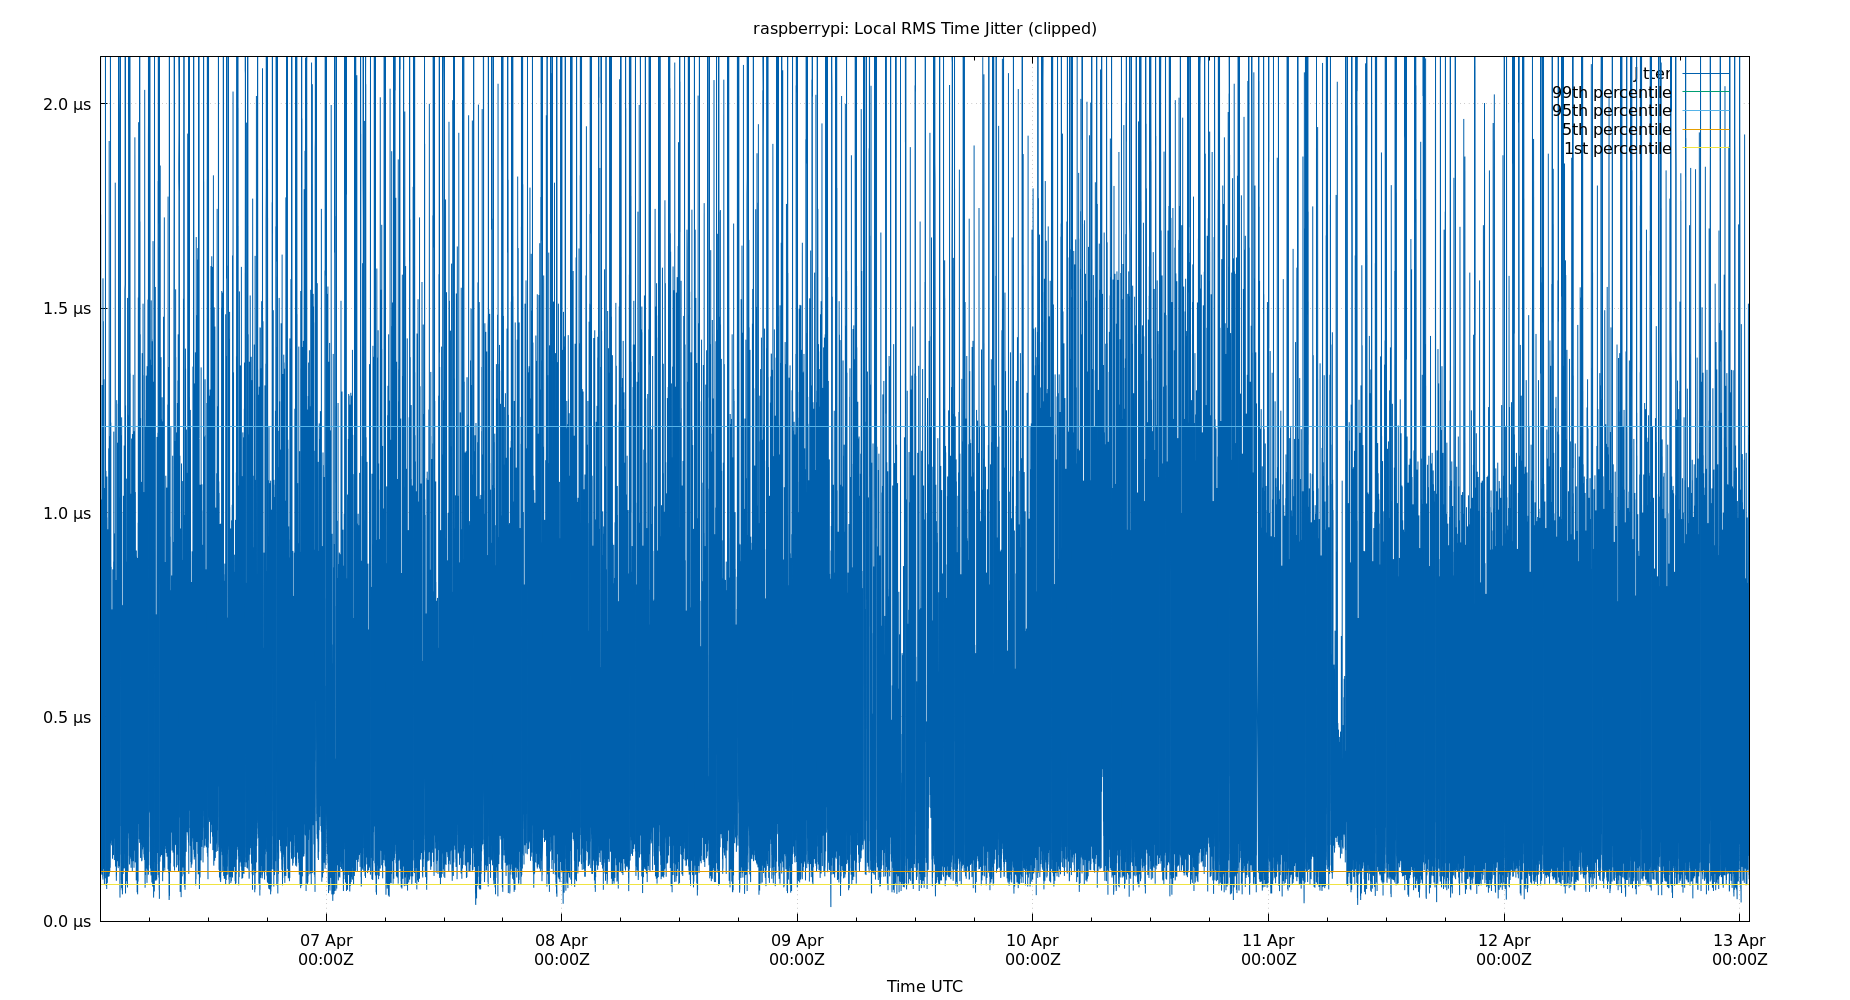 raspberrypi: Local RMS Time Jitter (clipped)
jitter
99th percentile
95th percentile
5th percentile
1st percentile
2.0 µs
1.5 µs
1.0 µs
0.5 µs
0.0 µs
07 Apr
00:00Z
08 Apr
00:00Z
09 Apr
00:00Z
10 Apr
00:00Z
11 Apr
00:00Z
12 Apr
00:00Z
13 Apr
00:00Z
Time UTC